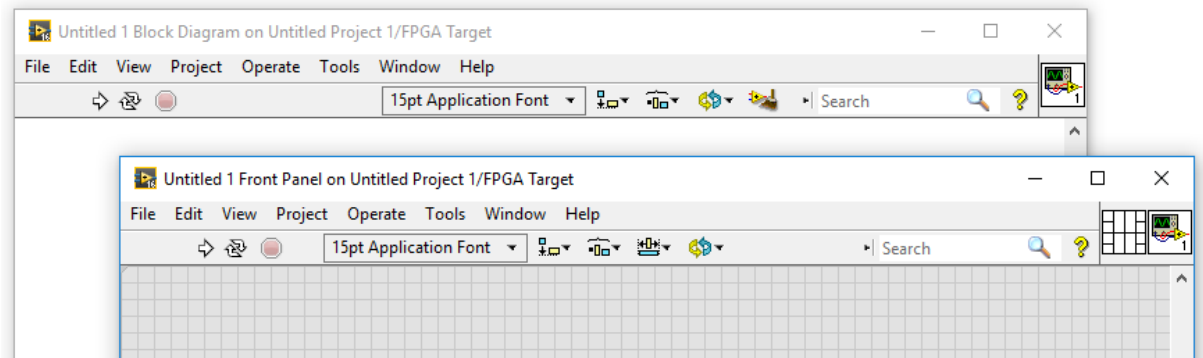 Untitled 1 Block Diagram on Untitled Project 1/FPGA Target
File Edit View Project Operate Tools Window Help
15pt Application Font Search
1
Untitled 1 Front Panel on Untitled Project 1/FPGA Target
File Edit View Project Operate Tools Window Help
15pt Application Font Search
1